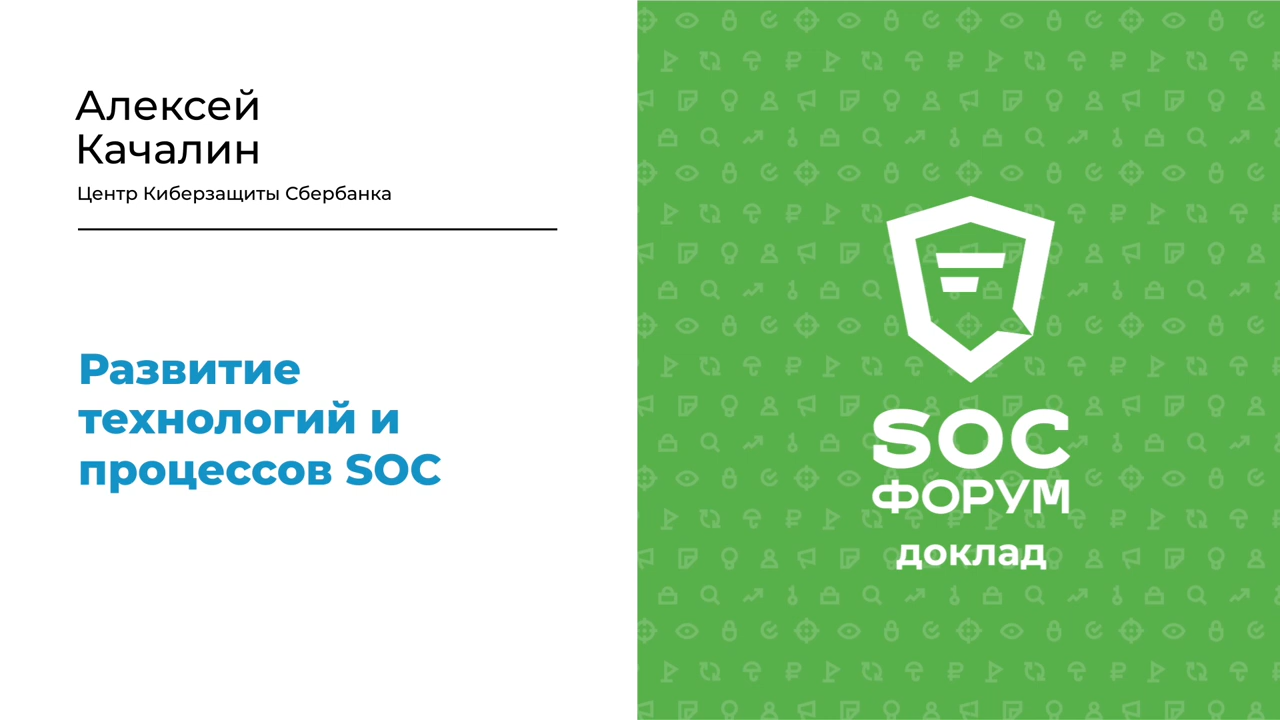 Алексей
Качалин
Центр Киберзащиты Сбербанка
Развитие
технологий и
процессов SOC
SOC
ФОРУМ
доклад